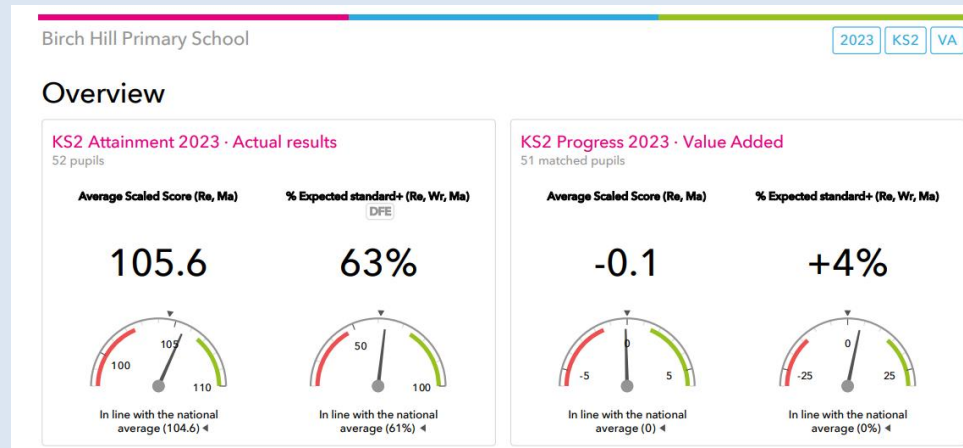 Birch Hill Primary School
2023 KS2 VA
Overview
KS2 Attainment 2023 · Actual results
52 pupils
Average Scaled Score (Re, Ma)
% Expected standard+ (Re, Wr, Ma)
DFE
105.6
63%
100
105
110
50
100
In line with the national
average (104.6) ◄
In line with the national
average (61%) ◄
KS2 Progress 2023 · Value Added
51 matched pupils
Average Scaled Score (Re, Ma)
% Expected standard+ (Re, Wr, Ma)
-0.1
+4%
-5
0
5
-25
0
25
In line with the national
average (0) ◄
In line with the national
average (0%) ◄